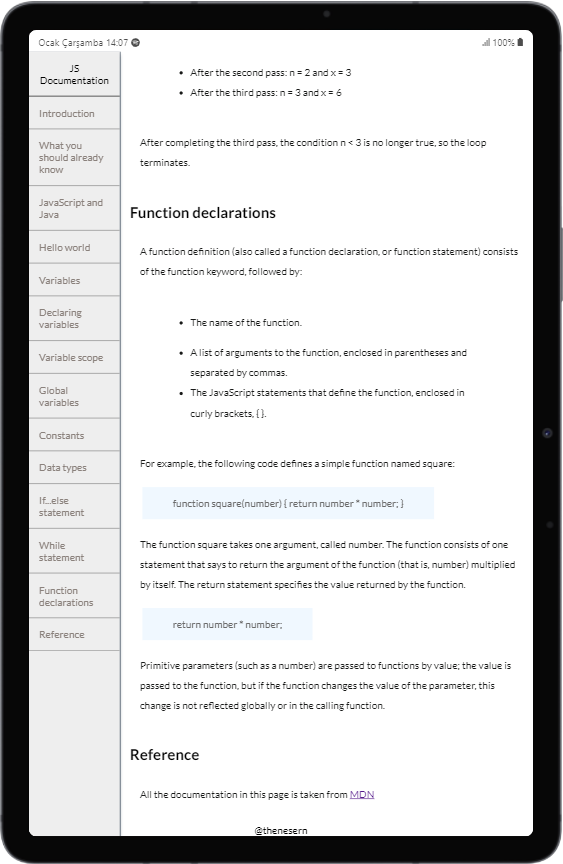 Ocak Çarşamba 14:07
100%
JS
Documentation
Introduction
What you
should already
know
JavaScript and
Java
Hello world
Variables
Declaring
variables
Variable scope
Global
variables
Constants
Data types
If...else
statement
While
statement
Function
declarations
Reference
• After the second pass: n = 2 and x = 3
• After the third pass: n = 3 and x = 6
After completing the third pass, the condition n < 3 is no longer true, so the loop
terminates.
Function declarations
A function definition (also called a function declaration, or function statement) consists
of the function keyword, followed by:
• The name of the function.
• A list of arguments to the function, enclosed in parentheses and
separated by commas.
• The JavaScript statements that define the function, enclosed in
curly brackets, { }.
For example, the following code defines a simple function named square:
function square(number) { return number * number; }
The function square takes one argument, called number. The function consists of one
statement that says to return the argument of the function (that is, number) multiplied
by itself. The return statement specifies the value returned by the function.
return number * number;
Primitive parameters (such as a number) are passed to functions by value; the value is
passed to the function, but if the function changes the value of the parameter, this
change is not reflected globally or in the calling function.
Reference
All the documentation in this page is taken from MDN
@thenesern